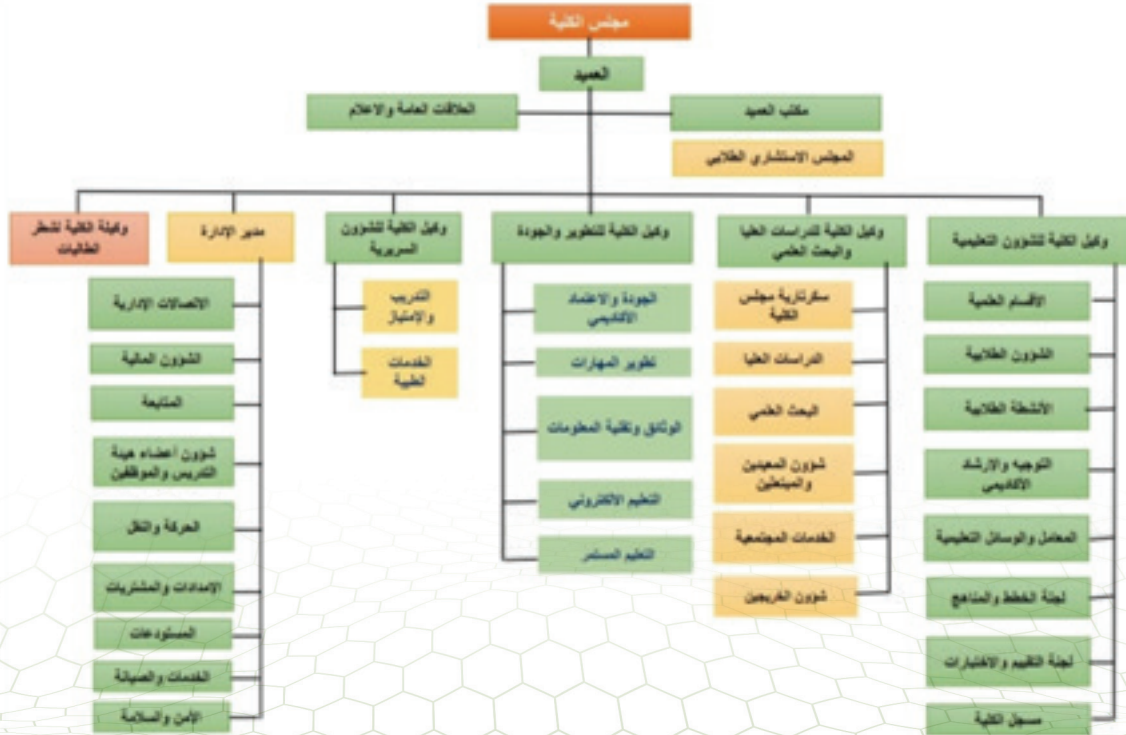 مجلس الكلية
العميد
مكتب العميد
العلاقات العامة والاعلام
المجلس الاستشاري الطلابي
وكيل الكلية للشؤون التعليمية
وكيل الكلية للدراسات العليا
والبحث العلمي
وكيل الكلية للتطوير والجودة
وكيل الكلية للشؤون
السريرية
مدير الإدارة
وكيلة الكلية لشطر
الطالبات
الأقسام العلمية
الشؤون الطلابية
الأنشطة الطلابية
التوجيه والإرشاد
الأكاديمي
المعامل والوسائل التعليمية
لجنة الخطط والمناهج
لجنة التقييم والاختبارات
مسجل الكلية
سكرتارية مجلس
الكلية
الدراسات العليا
البحث العلمي
شؤون المعيدين
والمبتعثين
الخدمات المجتمعية
شؤون الخريجين
الجودة والاعتماد
الأكاديمي
تطوير المهارات
الوثائق وتقنية المعلومات
التعليم الالكتروني
التعليم المستمر
التدريب
والإمتياز
الخدمات
الطبية
الاتصالات الإدارية
الشؤون المالية
المتابعة
شؤون أعضاء هيئة
التدريس والموظفين
الحركة والنقل
الإمدادات والمشتريات
المستودعات
الخدمات والصيانة
الأمن والسلامة